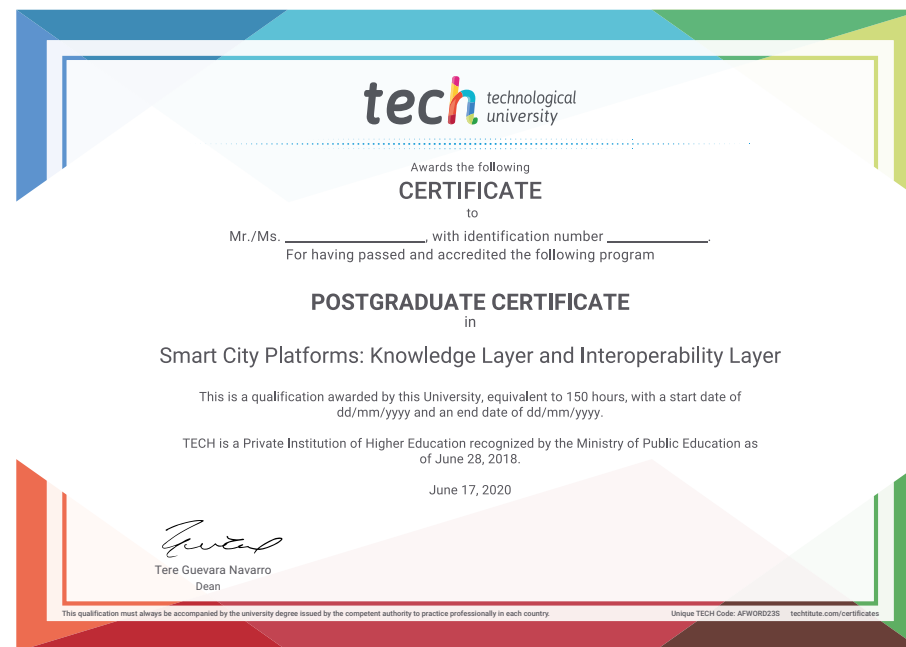 tech technological
university
Awards the following
CERTIFICATE
to
Mr./Ms. ____________________, with identification number ______________.
For having passed and accredited the following program
POSTGRADUATE CERTIFICATE
in
Smart City Platforms: Knowledge Layer and Interoperability Layer
This is a qualification awarded by this University, equivalent to 150 hours, with a start date of
dd/mm/yyyy and an end date of dd/mm/yyyy.
TECH is a Private Institution of Higher Education recognized by the Ministry of Public Education as
of June 28, 2018.
June 17, 2020
Tere Guevara Navarro
Dean
This qualification must always be accompanied by the university degree issued by the competent authority to practice professionally in each country. Unique TECH Code: AFWORD23S techtitute.com/certificates